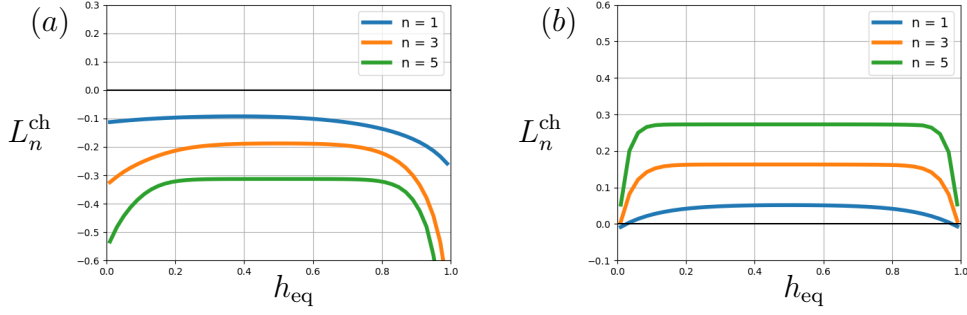 (a)
n = 1
n = 3
n = 5
0.3
0.2
0.1
0.0
−0.1
−0.2
−0.3
−0.4
−0.5
−0.6
L_n^ch
0.0 0.2 0.4 0.6 0.8 1.0
h_eq
(b)
n = 1
n = 3
n = 5
0.6
0.5
0.4
0.3
0.2
0.1
0.0
−0.1
L_n^ch
0.0 0.2 0.4 0.6 0.8 1.0
h_eq